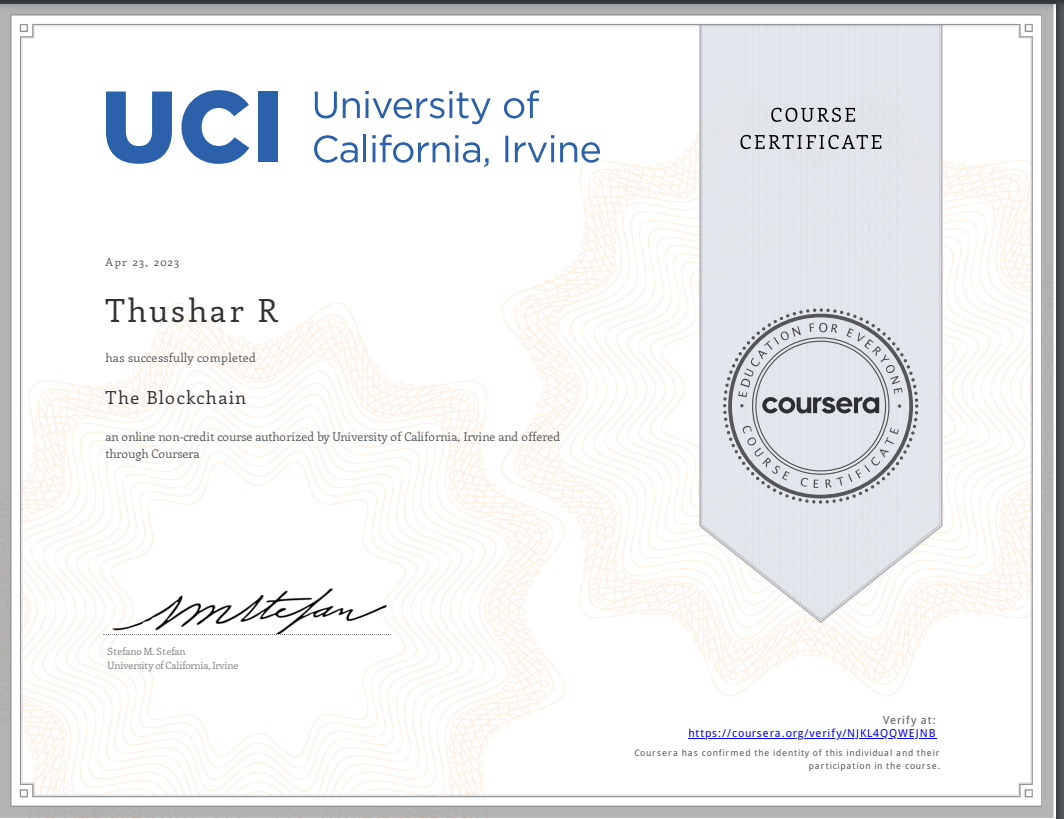 UCI University of
California, Irvine
COURSE
CERTIFICATE
Apr 23, 2023
Thushar R
has successfully completed
The Blockchain
an online non-credit course authorized by University of California, Irvine and offered
through Coursera
• EDUCATION FOR EVERYONE •
coursera
COURSE CERTIFICATE
SMStefan
Stefano M. Stefan
University of California, Irvine
Verify at:
https://coursera.org/verify/NJKL4QQWEJNB
Coursera has confirmed the identity of this individual and their
participation in the course.